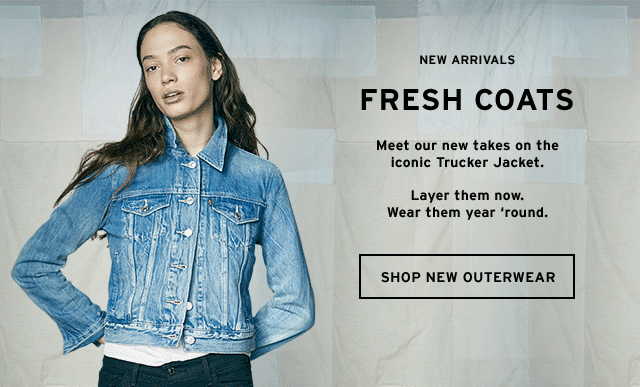 NEW ARRIVALS
FRESH COATS
Meet our new takes on the
iconic Trucker Jacket.
Layer them now.
Wear them year ‘round.
SHOP NEW OUTERWEAR